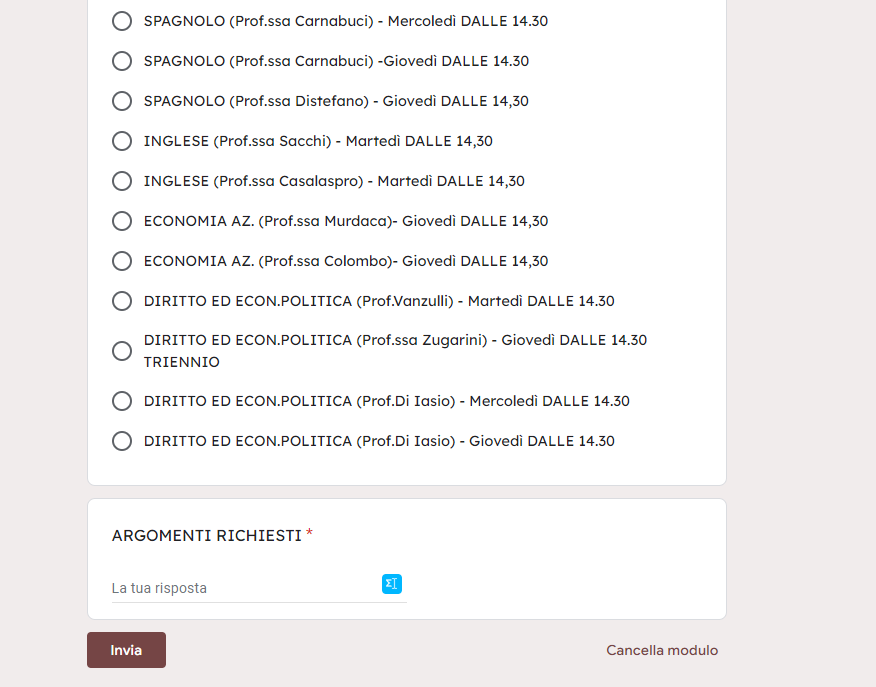 SPAGNOLO (Prof.ssa Carnabuci) - Mercoledì DALLE 14.30
SPAGNOLO (Prof.ssa Carnabuci) -Giovedì DALLE 14.30
SPAGNOLO (Prof.ssa Distefano) - Giovedì DALLE 14,30
INGLESE (Prof.ssa Sacchi) - Martedì DALLE 14,30
INGLESE (Prof.ssa Casalaspro) - Martedì DALLE 14,30
ECONOMIA AZ. (Prof.ssa Murdaca)- Giovedì DALLE 14,30
ECONOMIA AZ. (Prof.ssa Colombo)- Giovedì DALLE 14,30
DIRITTO ED ECON.POLITICA (Prof.Vanzulli) - Martedì DALLE 14.30
DIRITTO ED ECON.POLITICA (Prof.ssa Zugarini) - Giovedì DALLE 14.30
TRIENNIO
DIRITTO ED ECON.POLITICA (Prof.Di Iasio) - Mercoledì DALLE 14.30
DIRITTO ED ECON.POLITICA (Prof.Di Iasio) - Giovedì DALLE 14.30
ARGOMENTI RICHIESTI *
La tua risposta
Invia
Cancella modulo